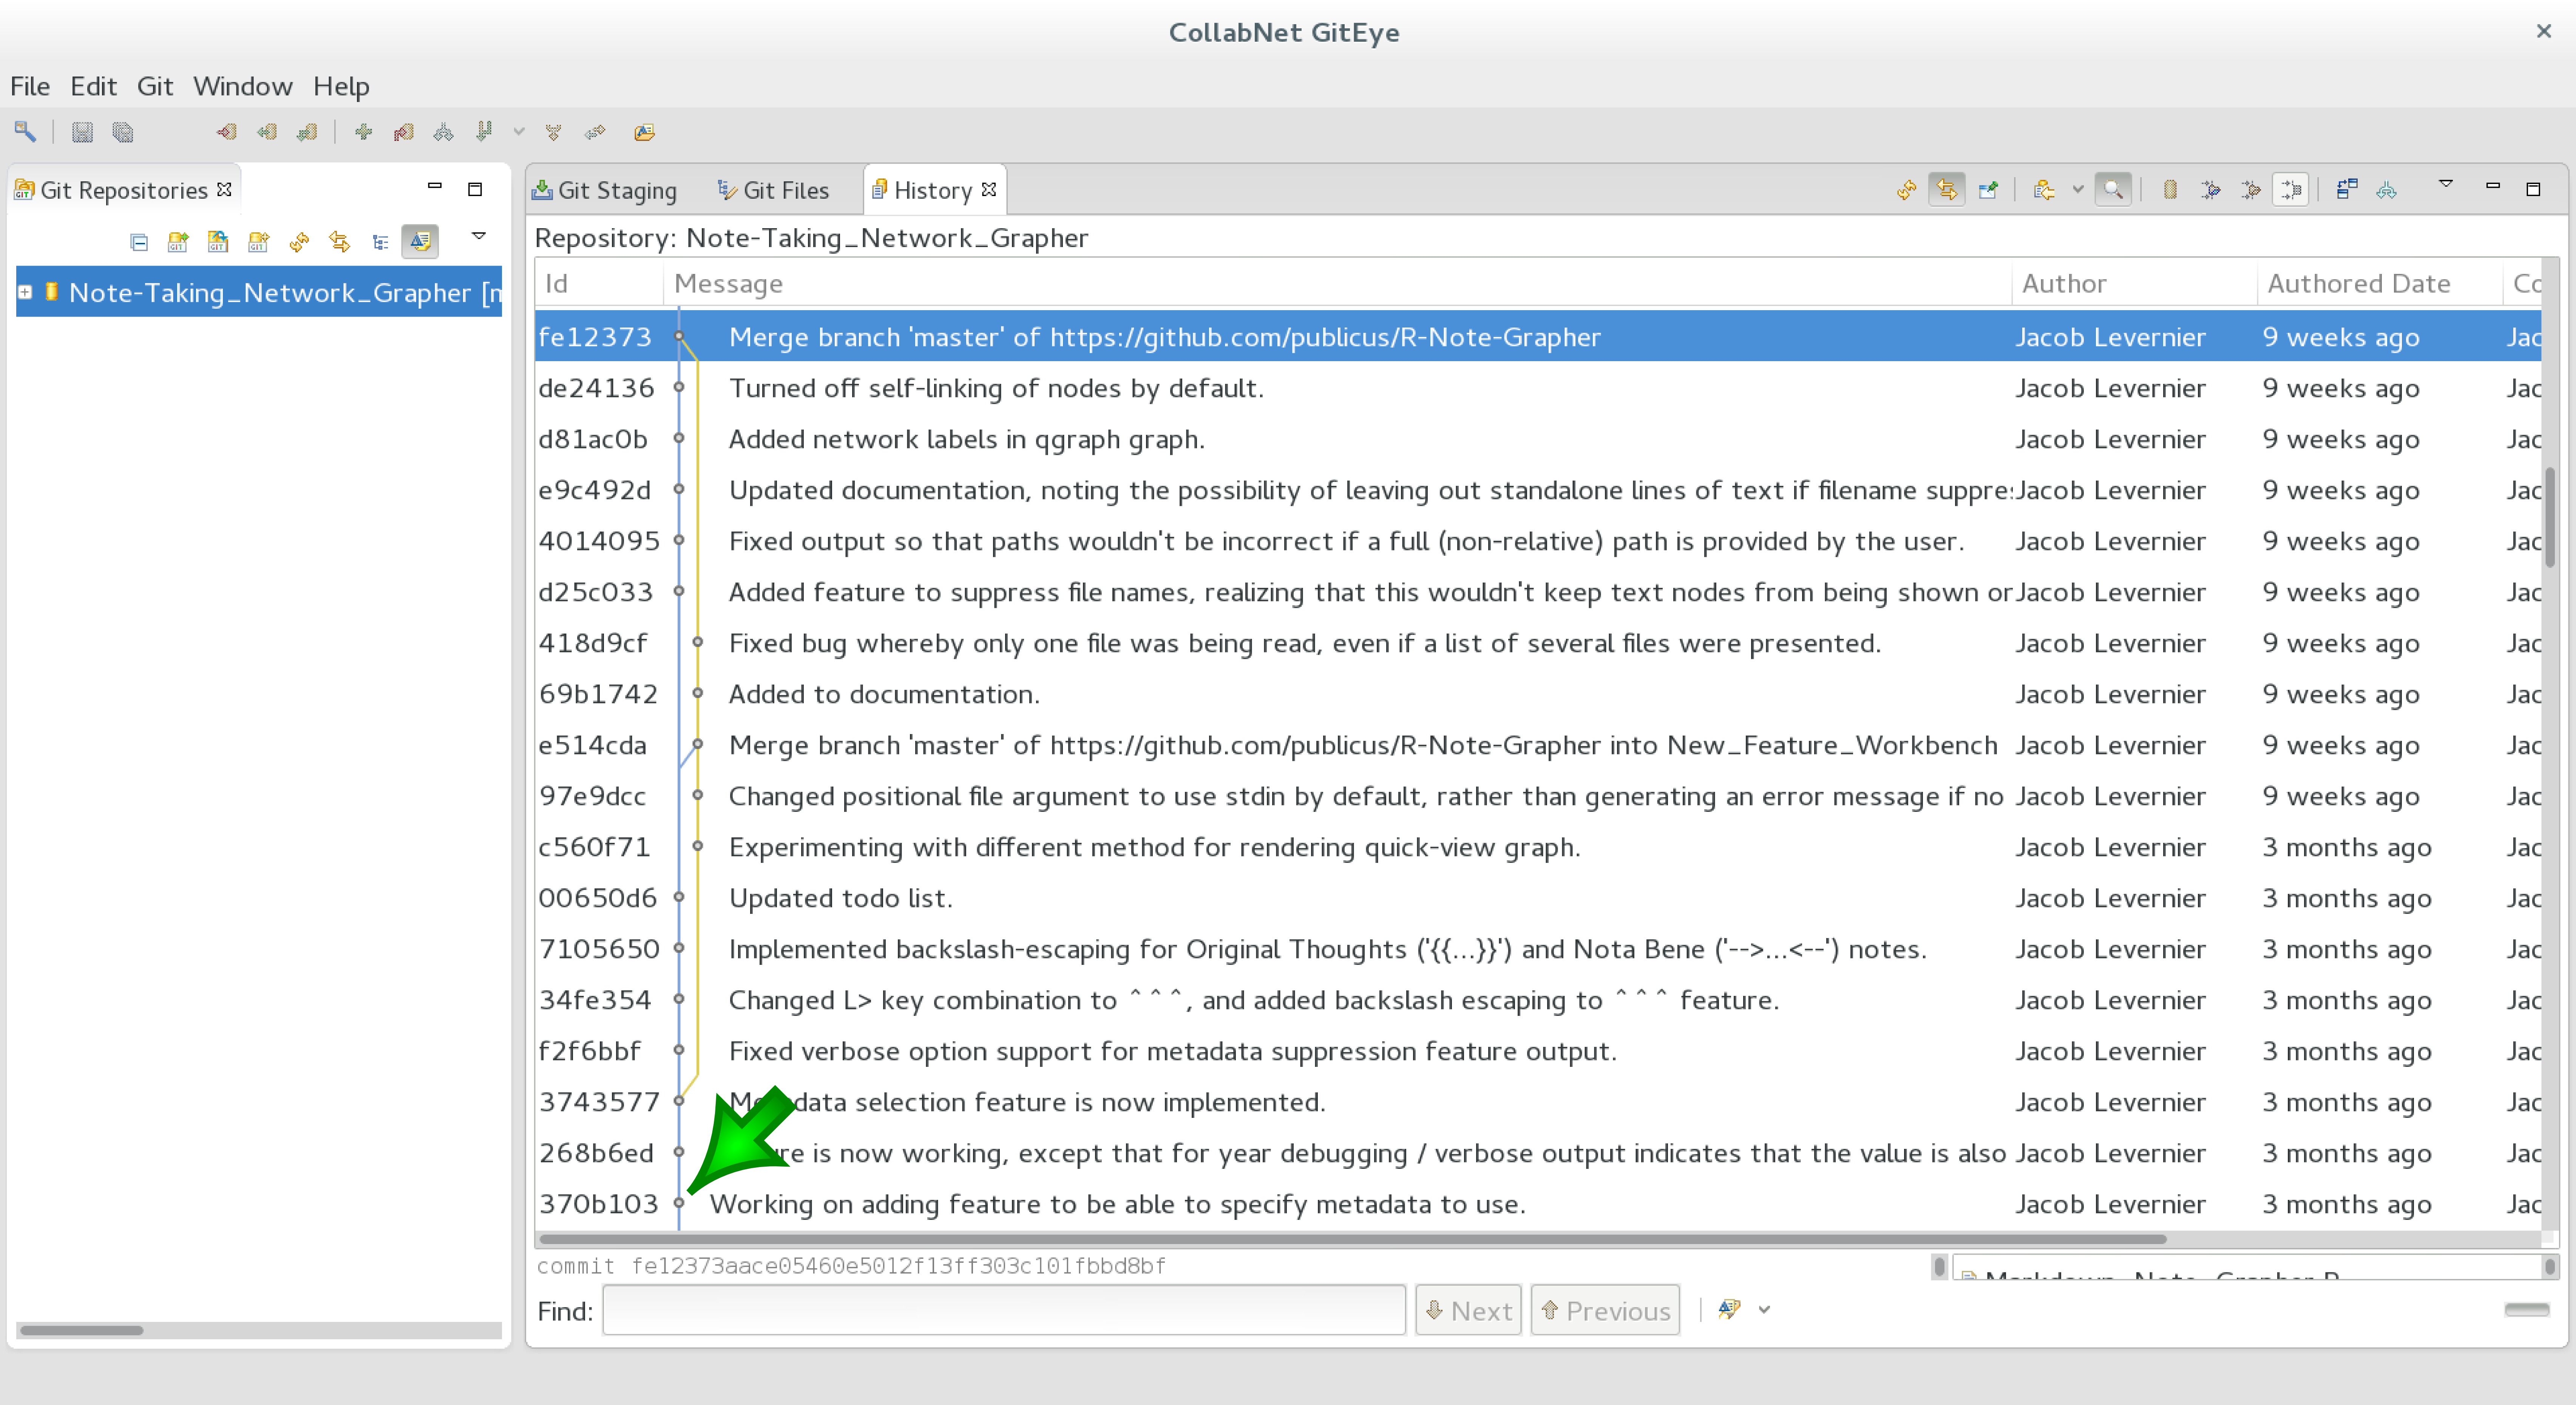 CollabNet GitEye
File Edit Git Window Help
Git Repositories
Git Staging Git Files History
Repository: Note-Taking_Network_Grapher
Note-Taking_Network_Grapher [
Id Message Author Authored Date Co
fe12373 Merge branch 'master' of https://github.com/publicus/R-Note-Grapher Jacob Levernier 9 weeks ago Jac
de24136 Turned off self-linking of nodes by default. Jacob Levernier 9 weeks ago Jac
d81ac0b Added network labels in qgraph graph. Jacob Levernier 9 weeks ago Jac
e9c492d Updated documentation, noting the possibility of leaving out standalone lines of text if filename suppre Jacob Levernier 9 weeks ago Jac
4014095 Fixed output so that paths wouldn't be incorrect if a full (non-relative) path is provided by the user. Jacob Levernier 9 weeks ago Jac
d25c033 Added feature to suppress file names, realizing that this wouldn't keep text nodes from being shown or Jacob Levernier 9 weeks ago Jac
418d9cf Fixed bug whereby only one file was being read, even if a list of several files were presented. Jacob Levernier 9 weeks ago Jac
69b1742 Added to documentation. Jacob Levernier 9 weeks ago Jac
e514cda Merge branch 'master' of https://github.com/publicus/R-Note-Grapher into New_Feature_Workbench Jacob Levernier 9 weeks ago Jac
97e9dcc Changed positional file argument to use stdin by default, rather than generating an error message if no Jacob Levernier 9 weeks ago Jac
c560f71 Experimenting with different method for rendering quick-view graph. Jacob Levernier 3 months ago Jac
00650d6 Updated todo list. Jacob Levernier 3 months ago Jac
7105650 Implemented backslash-escaping for Original Thoughts ('{{...}}') and Nota Bene ('-->...<--') notes. Jacob Levernier 3 months ago Jac
34fe354 Changed L> key combination to ^^^, and added backslash escaping to ^^^ feature. Jacob Levernier 3 months ago Jac
f2f6bbf Fixed verbose option support for metadata suppression feature output. Jacob Levernier 3 months ago Jac
3743577 data selection feature is now implemented. Jacob Levernier 3 months ago Jac
268b6ed re is now working, except that for year debugging / verbose output indicates that the value is also Jacob Levernier 3 months ago Jac
370b103 Working on adding feature to be able to specify metadata to use. Jacob Levernier 3 months ago Jac
commit fe12373aace05460e5012f13ff303c101fbbd8bf
Find: Next Previous